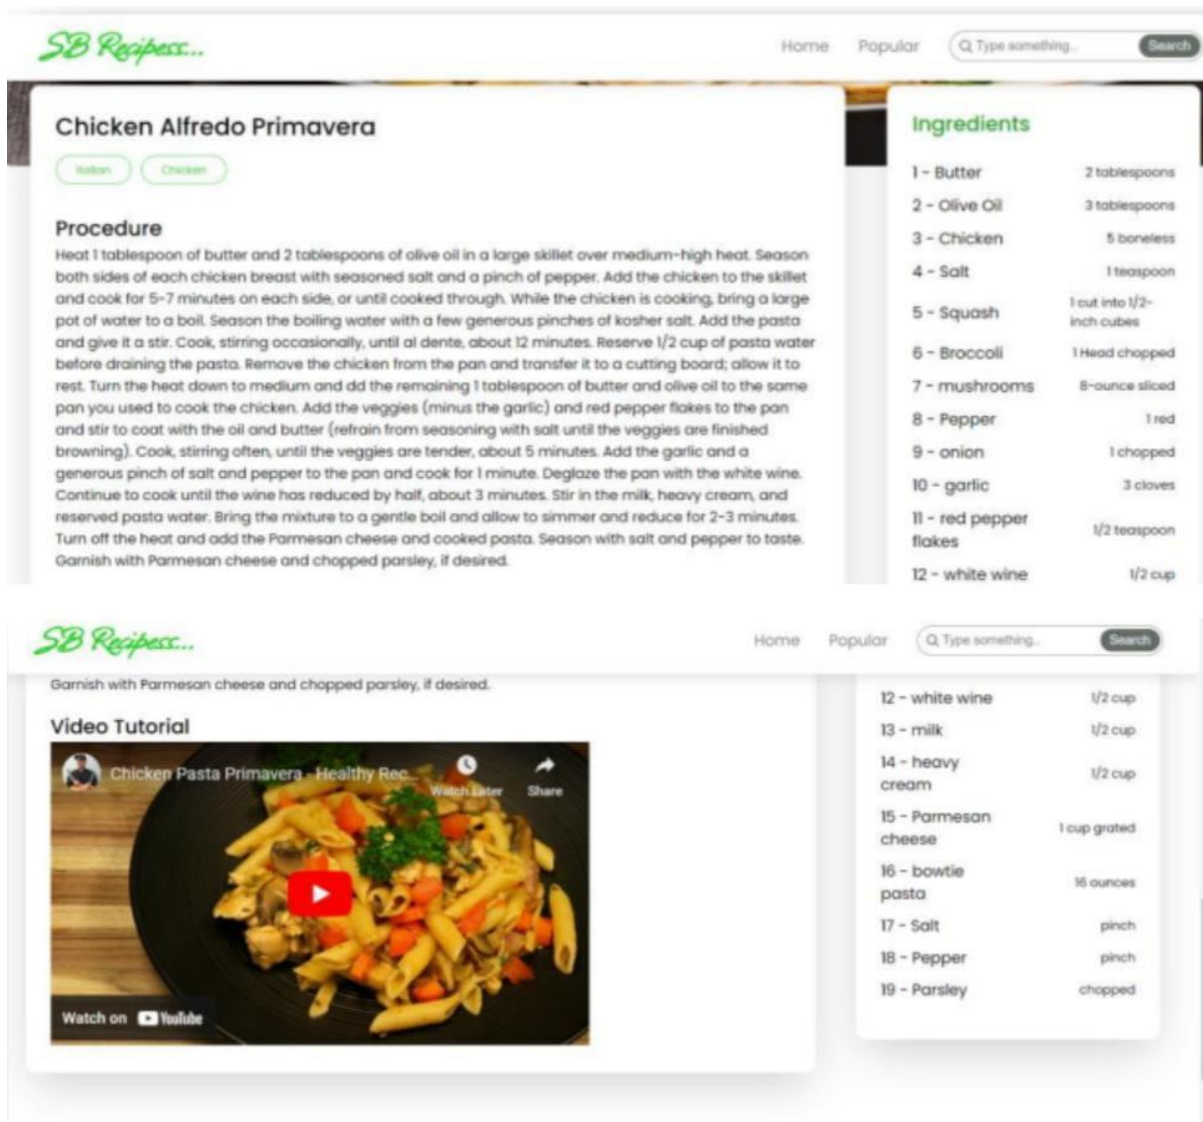 SB Recipess...
Home
Popular
Type something...
Search
Chicken Alfredo Primavera
Italian
Chicken
Procedure
Heat 1 tablespoon of butter and 2 tablespoons of olive oil in a large skillet over medium-high heat. Season
both sides of each chicken breast with seasoned salt and a pinch of pepper. Add the chicken to the skillet
and cook for 5-7 minutes on each side, or until cooked through. While the chicken is cooking, bring a large
pot of water to a boil. Season the boiling water with a few generous pinches of kosher salt. Add the pasta
and give it a stir. Cook, stirring occasionally, until al dente, about 12 minutes. Reserve 1/2 cup of pasta water
before draining the pasta. Remove the chicken from the pan and transfer it to a cutting board; allow it to
rest. Turn the heat down to medium and dd the remaining 1 tablespoon of butter and olive oil to the same
pan you used to cook the chicken. Add the veggies (minus the garlic) and red pepper flakes to the pan
and stir to coat with the oil and butter (refrain from seasoning with salt until the veggies are finished
browning). Cook, stirring often, until the veggies are tender, about 5 minutes. Add the garlic and a
generous pinch of salt and pepper to the pan and cook for 1 minute. Deglaze the pan with the white wine.
Continue to cook until the wine has reduced by half, about 3 minutes. Stir in the milk, heavy cream, and
reserved pasta water. Bring the mixture to a gentle boil and allow to simmer and reduce for 2-3 minutes.
Turn off the heat and add the Parmesan cheese and cooked pasta. Season with salt and pepper to taste.
Garnish with Parmesan cheese and chopped parsley, if desired.
Ingredients
1 - Butter 2 tablespoons
2 - Olive Oil 3 tablespoons
3 - Chicken 5 boneless
4 - Salt 1 teaspoon
5 - Squash 1 cut into 1/2-
inch cubes
6 - Broccoli 1 Head chopped
7 - mushrooms 8-ounce sliced
8 - Pepper 1 red
9 - onion 1 chopped
10 - garlic 3 cloves
11 - red pepper
flakes 1/2 teaspoon
12 - white wine 1/2 cup
SB Recipess...
Home
Popular
Type something...
Search
Garnish with Parmesan cheese and chopped parsley, if desired.
Video Tutorial
Chicken Pasta Primavera - Healthy Rec...
Watch Later
Share
Watch on YouTube
12 - white wine 1/2 cup
13 - milk 1/2 cup
14 - heavy
cream 1/2 cup
15 - Parmesan
cheese 1 cup grated
16 - bowtie
pasta 16 ounces
17 - Salt pinch
18 - Pepper pinch
19 - Parsley chopped